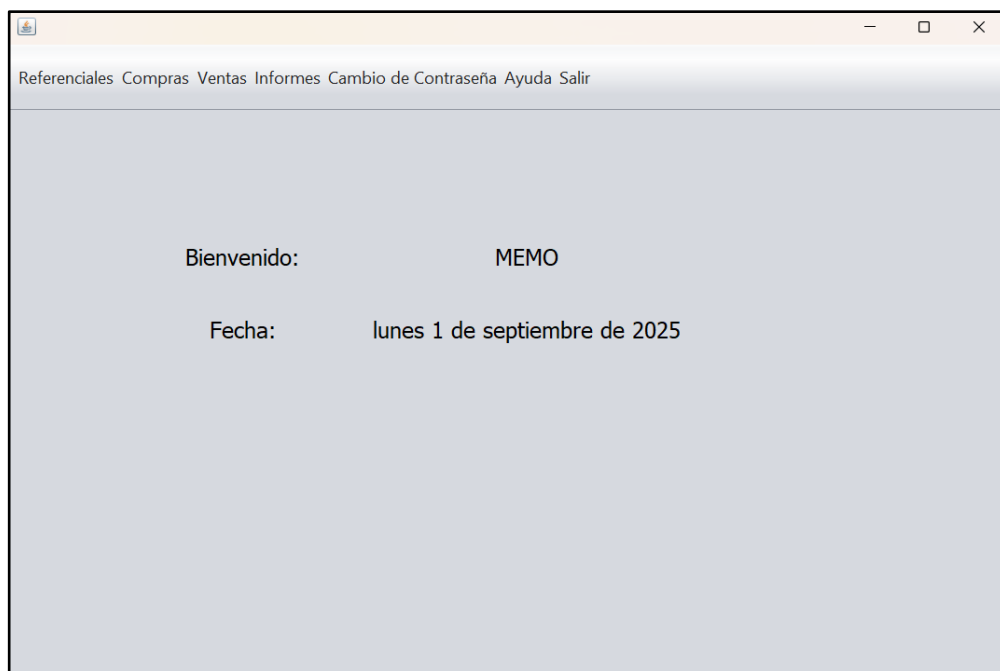 Referenciales Compras Ventas Informes Cambio de Contraseña Ayuda Salir
Bienvenido: MEMO
Fecha: lunes 1 de septiembre de 2025